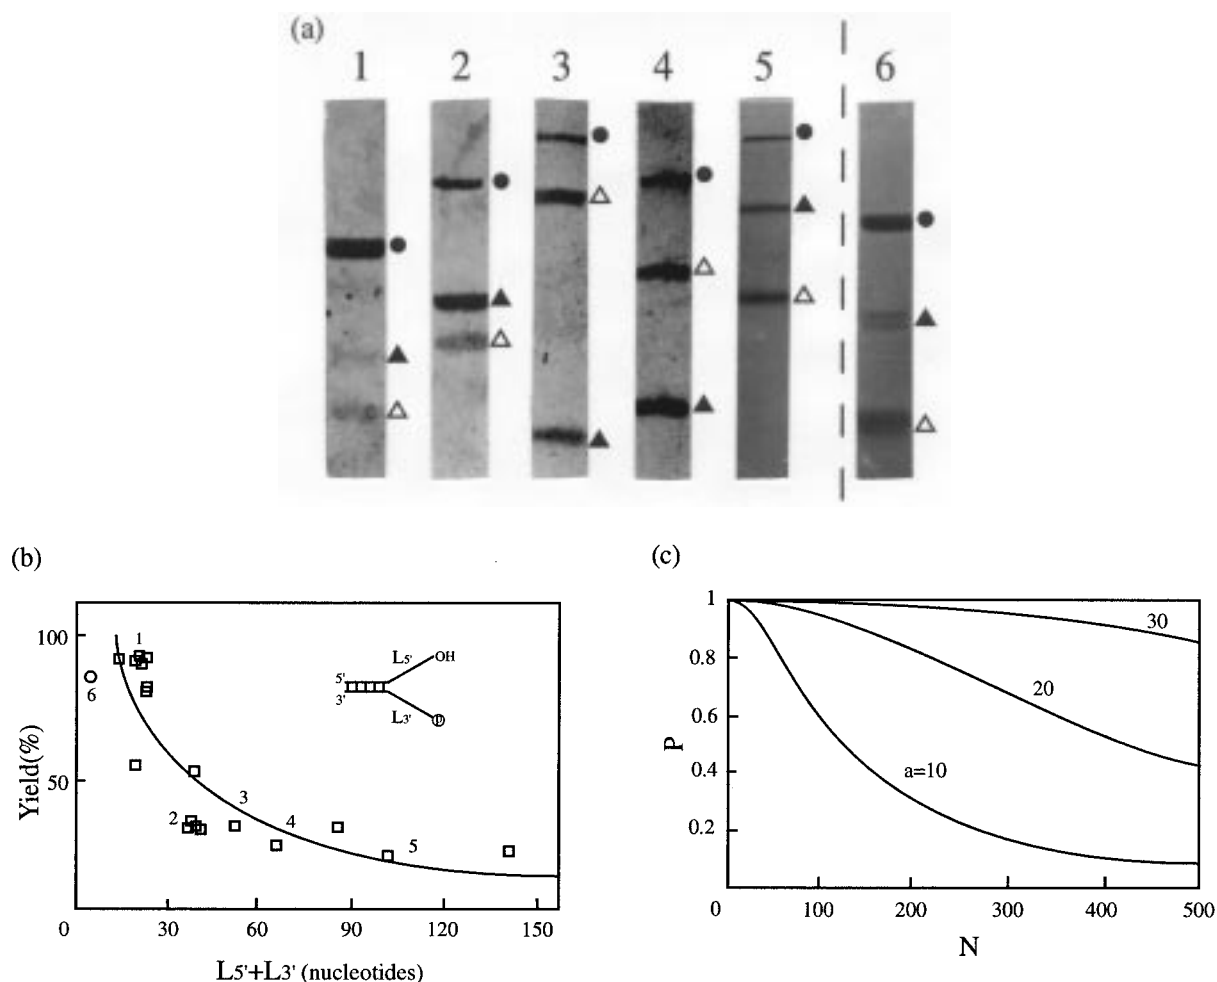 (a)
1 2 3 4 5 6
(b)
100
50
Yield(%)
1
6
2
3
4
5
5'
3'
L5'
OH
L3'
P
0 30 60 90 120 150
L5'+L3' (nucleotides)
(c)
1
0.8
0.6
0.4
0.2
P
30
20
a=10
0 100 200 300 400 500
N